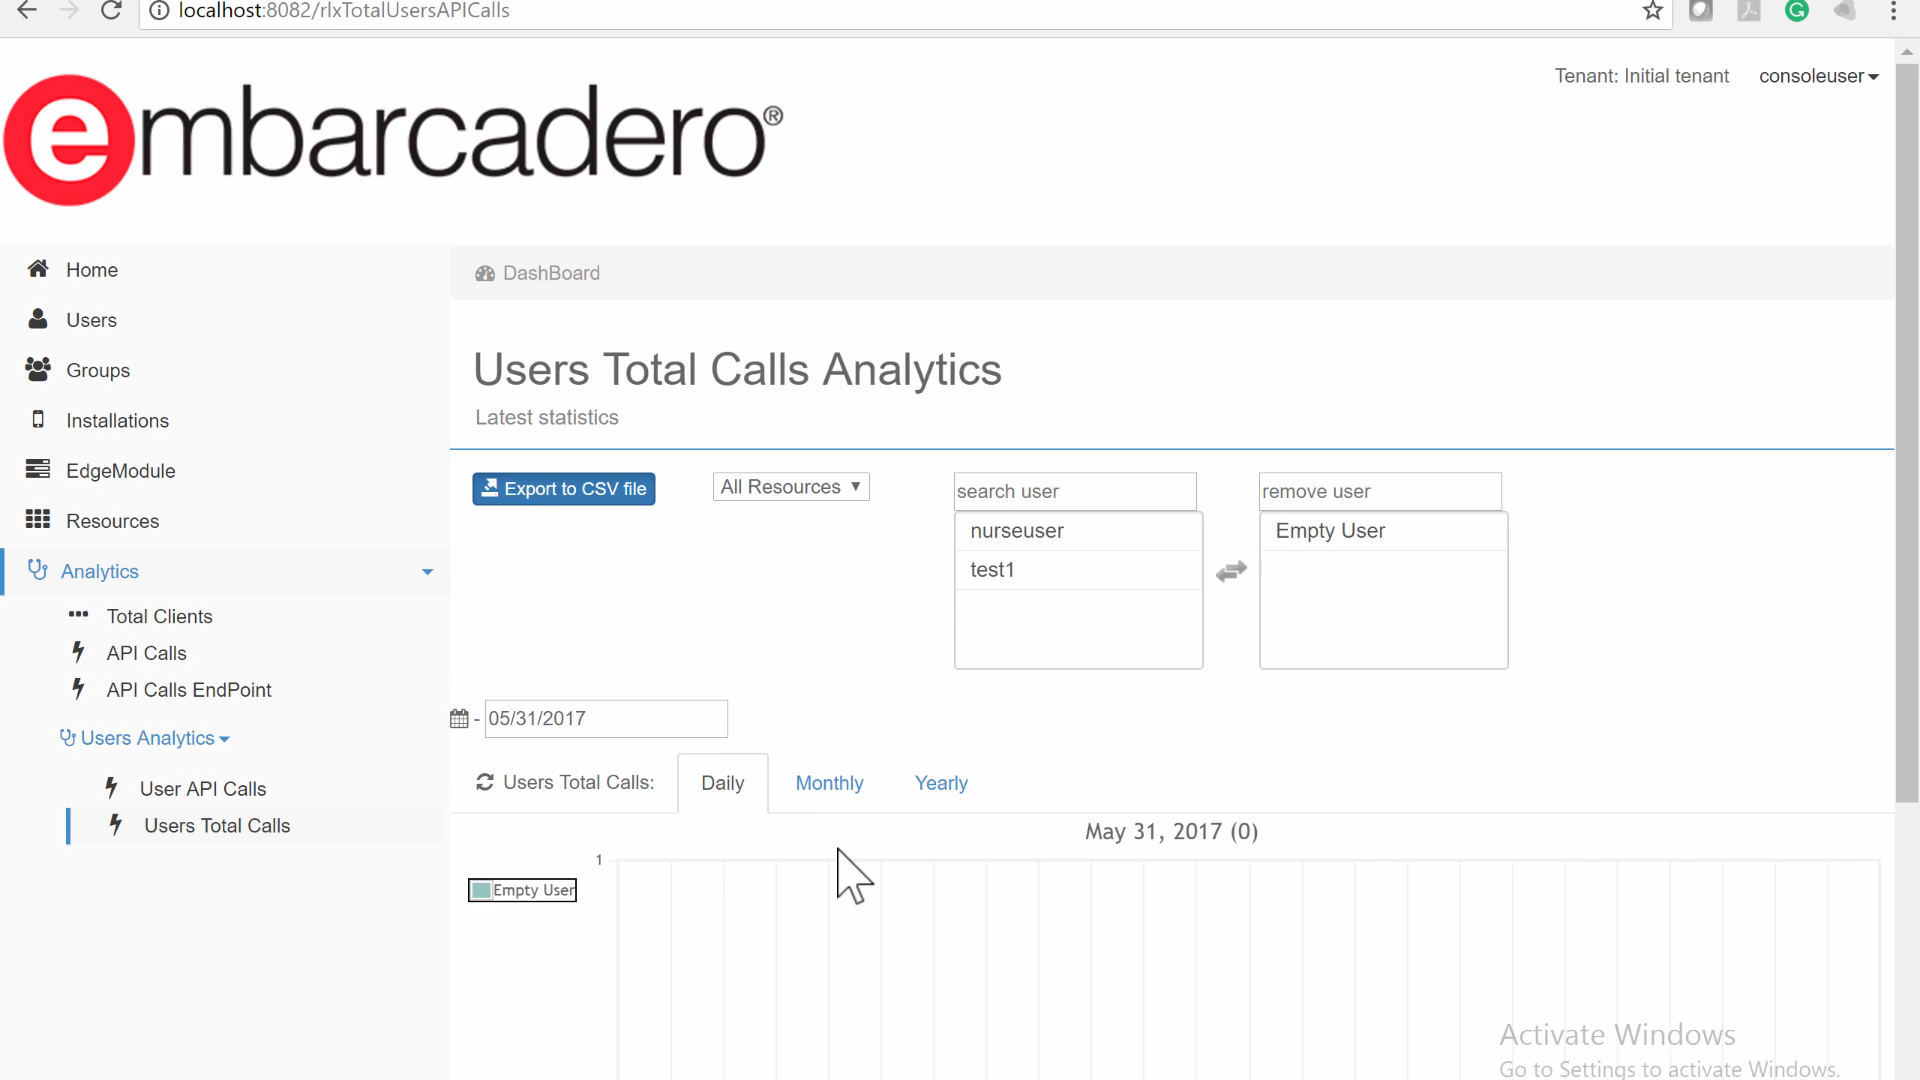 localhost:8082/rlxTotalUsersAPICalls
Tenant: Initial tenant consoleuser
embarcadero®
Home
Users
Groups
Installations
EdgeModule
Resources
Analytics
Total Clients
API Calls
API Calls EndPoint
Users Analytics
User API Calls
Users Total Calls
DashBoard
Users Total Calls Analytics
Latest statistics
Export to CSV file
All Resources
search user
nurseuser
test1
remove user
Empty User
- 05/31/2017
Users Total Calls: Daily Monthly Yearly
May 31, 2017 (0)
1
Empty User
Activate Windows
Go to Settings to activate Windows.